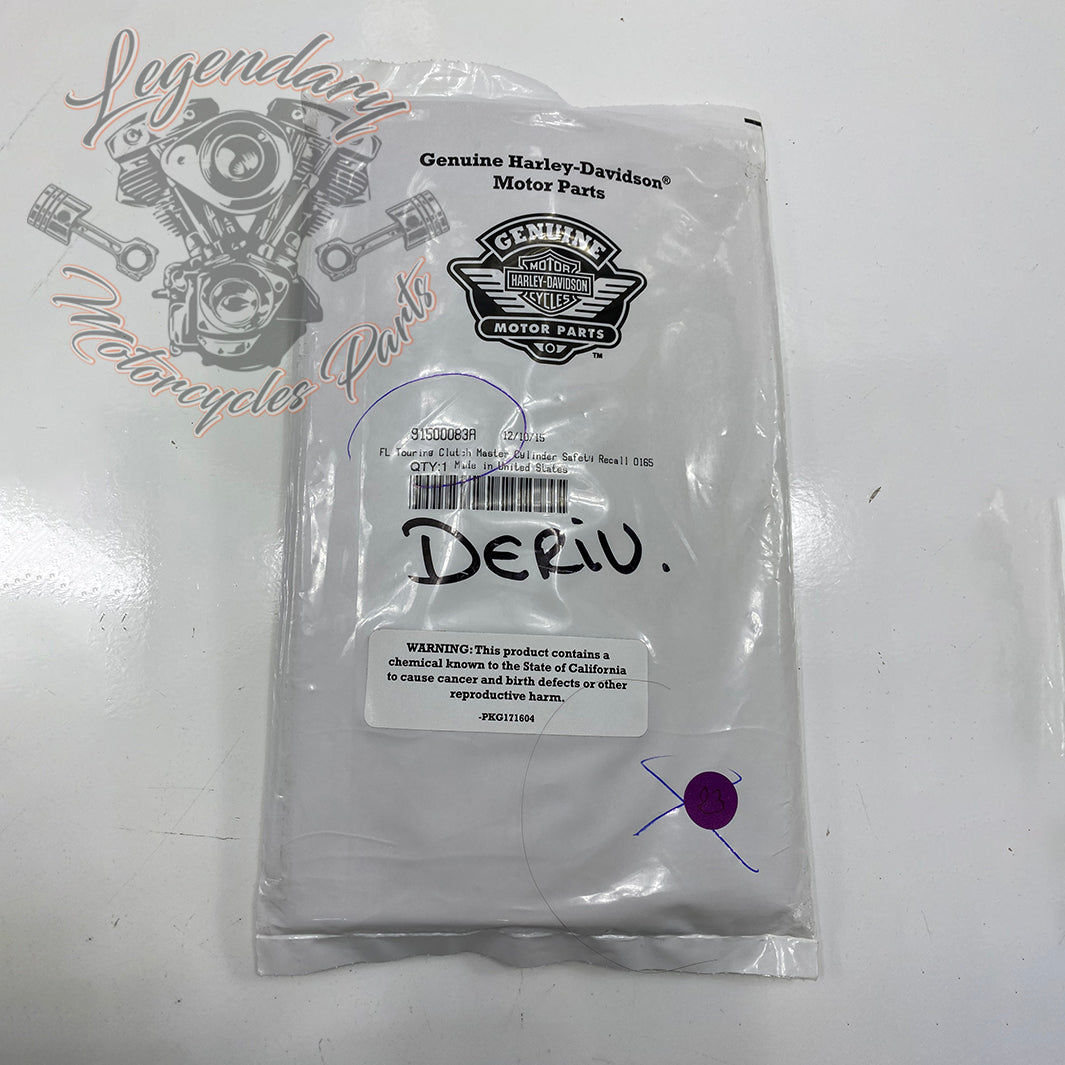 Legendary
Motorcycles Parts
Genuine Harley-Davidson®
Motor Parts
GENUINE
MOTOR
HARLEY-DAVIDSON
CYCLES
MOTOR PARTS
™
91500083A 12/10/15
FL Touring Clutch Master Cylinder Safety Recall 0165
QTY:1 Made in United States
DERIU.
WARNING: This product contains a
chemical known to the State of California
to cause cancer and birth defects or other
reproductive harm.
-PKG171604
23